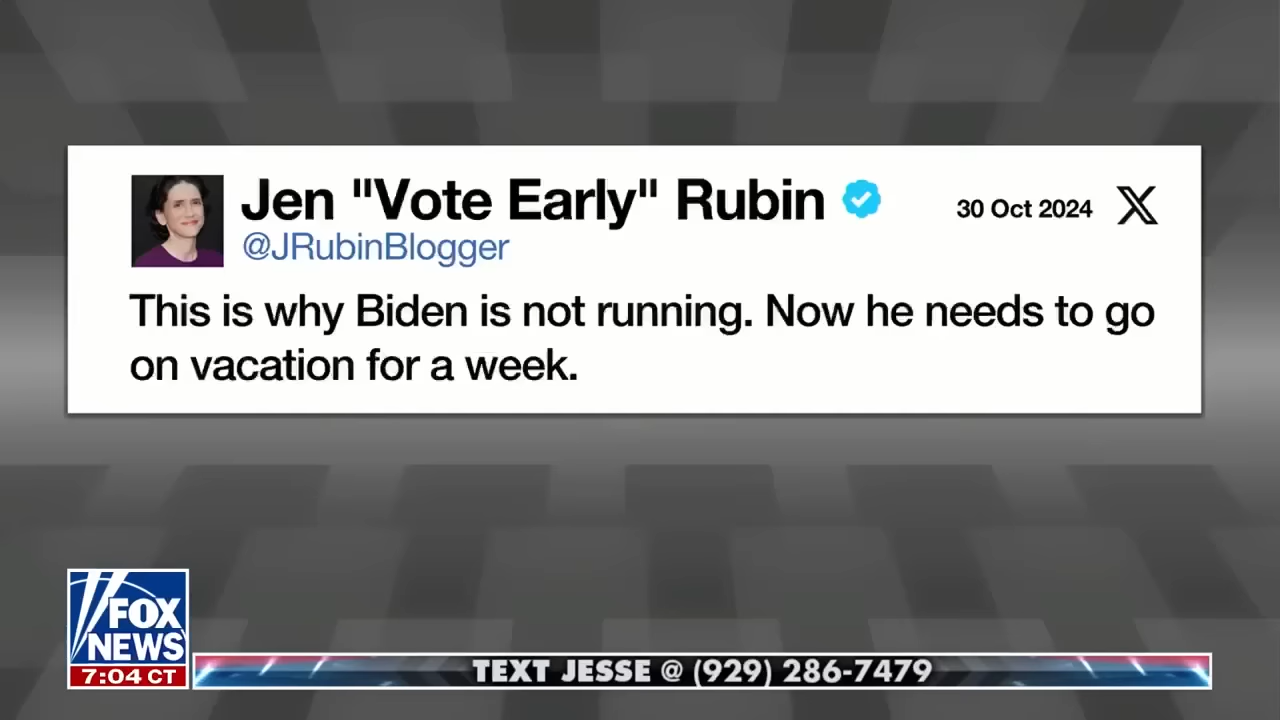 Jen "Vote Early" Rubin
30 Oct 2024
X
@JRubinBlogger
This is why Biden is not running. Now he needs to go
on vacation for a week.
FOX
NEWS
7:04 CT
TEXT JESSE @ (929) 286-7479